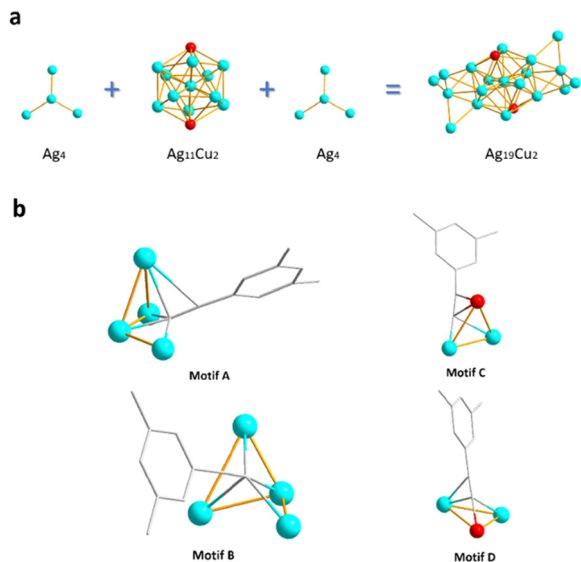 a
+ + =
Ag₄ Ag₁₁Cu₂ Ag₄ Ag₁₉Cu₂
b
Motif A
Motif C
Motif B
Motif D